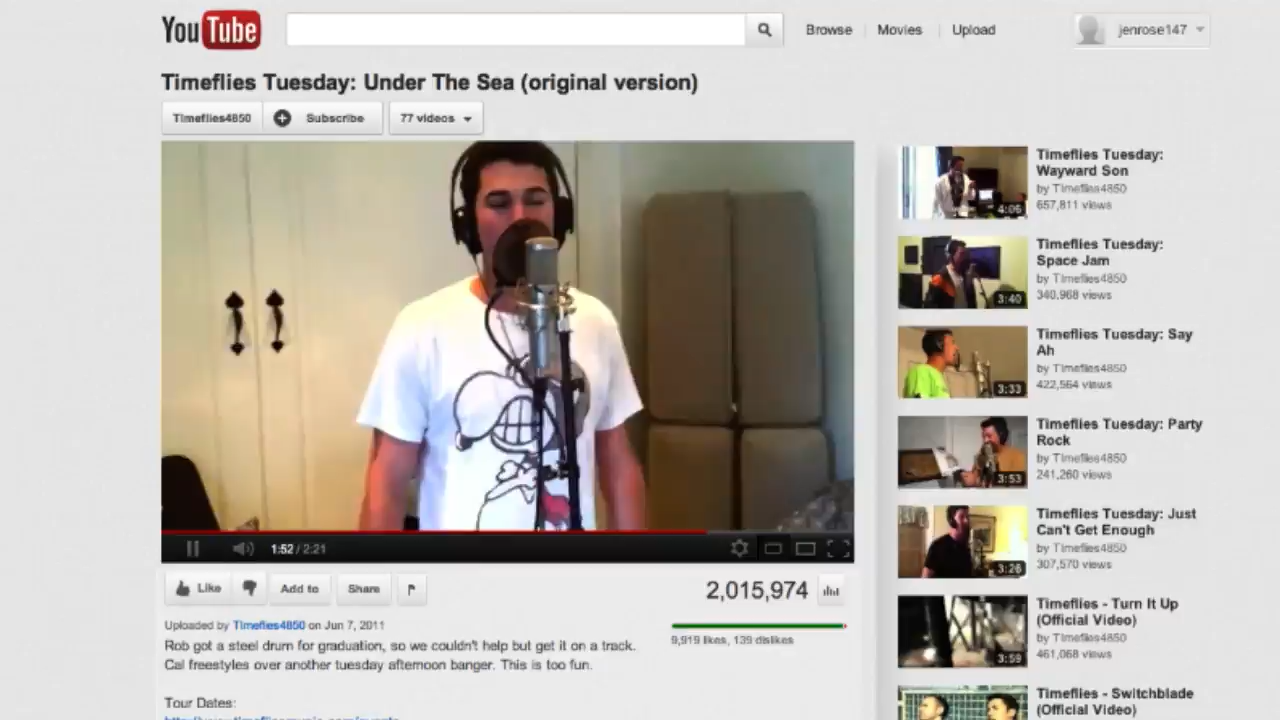 YouTube
Browse
Movies
Upload
jenrose147
Timeflies Tuesday: Under The Sea (original version)
Timeflies4850
Subscribe
77 videos
1:52 / 2:21
Like
Add to
Share
2,015,974
Uploaded by Timeflies4850 on Jun 7, 2011
9,919 likes, 139 dislikes
Rob got a steel drum for graduation, so we couldn't help but get it on a track.
Cal freestyles over another tuesday afternoon banger. This is too fun.
Tour Dates:
Timeflies Tuesday:
Wayward Son
by Timeflies4850
657,811 views
4:06
Timeflies Tuesday:
Space Jam
by Timeflies4850
340,968 views
3:40
Timeflies Tuesday: Say
Ah
by Timeflies4850
422,564 views
3:33
Timeflies Tuesday: Party
Rock
by Timeflies4850
241,260 views
3:53
Timeflies Tuesday: Just
Can't Get Enough
by Timeflies4850
307,570 views
3:26
Timeflies - Turn It Up
(Official Video)
by Timeflies4850
461,068 views
3:59
Timeflies - Switchblade
(Official Video)